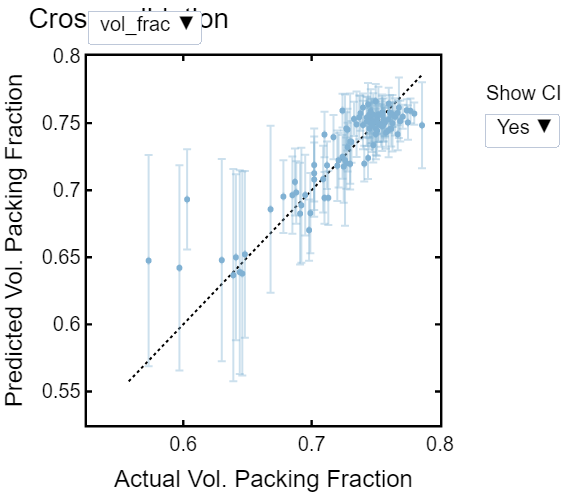 Cros
on
vol_frac ▼
Show CI
Yes ▼
Predicted Vol. Packing Fraction
0.8
0.75
0.7
0.65
0.6
0.55
0.6
0.7
0.8
Actual Vol. Packing Fraction